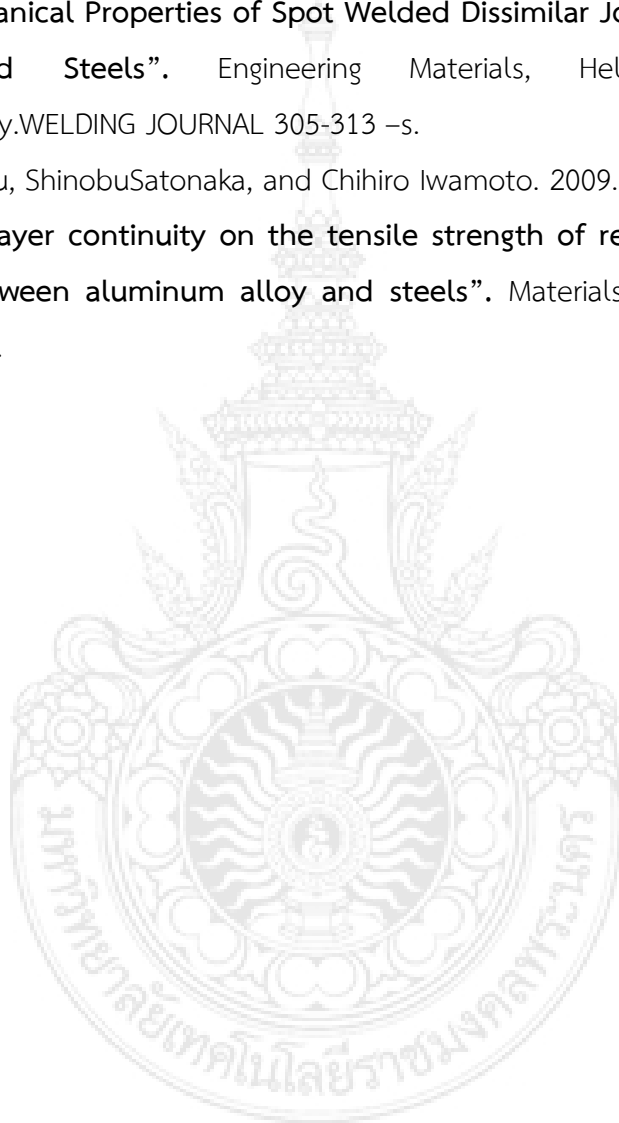 anical Properties of Spot Welded Dissimilar Jo
d Steels”. Engineering Materials, Hel
y.WELDING JOURNAL 305-313 –s.
u, ShinobuSatonaka, and Chihiro Iwamoto. 2009.
ayer continuity on the tensile strength of re
ween aluminum alloy and steels”. Materials
.
มหาวิทยาลัยเทคโนโลยีราชมงคลพระนคร